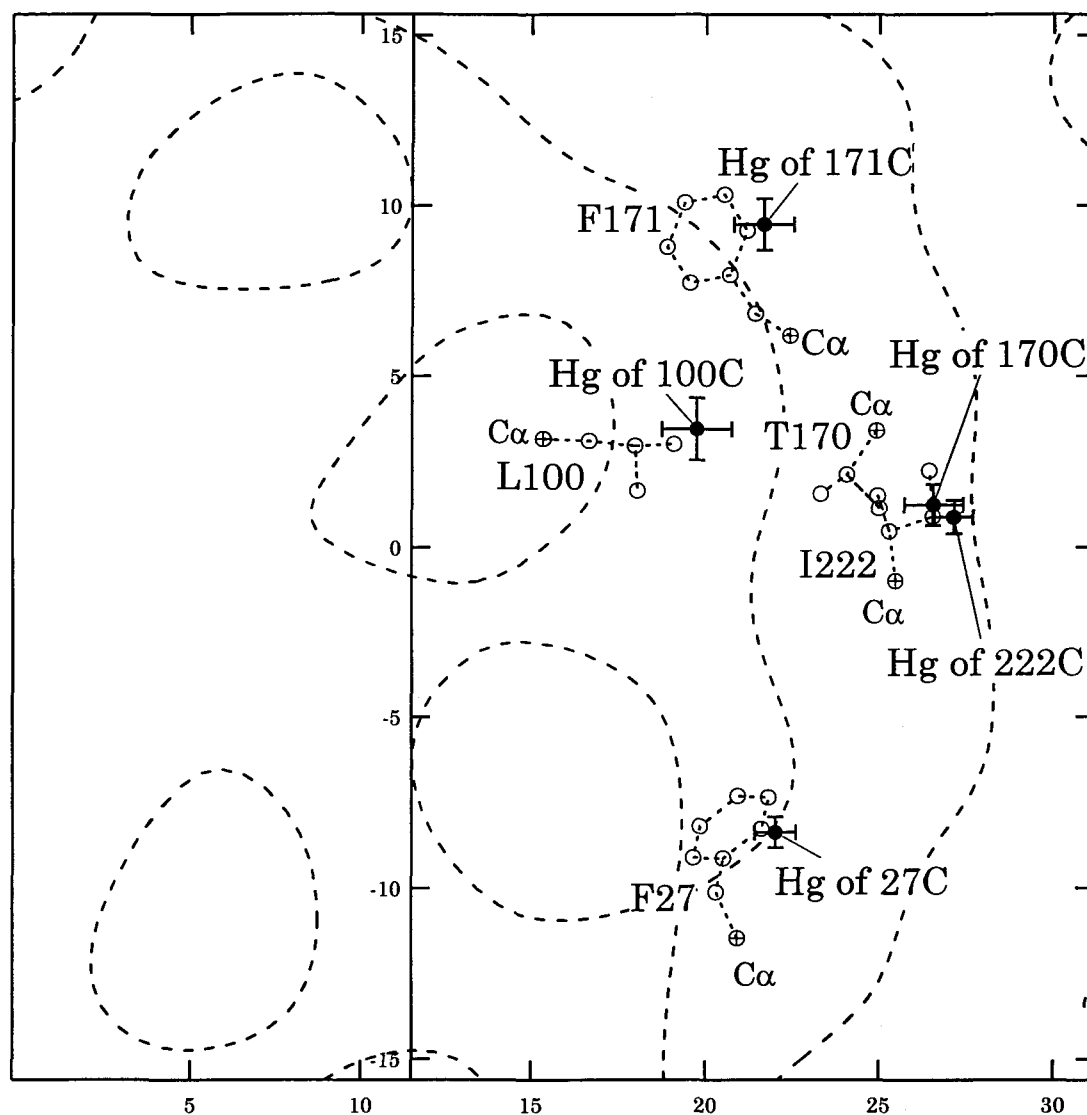 15
Hg of 171C
10
F171
Cα
Hg of 170C
5
Hg of 100C
Cα
T170
Cα
L100
0
I222
Cα
Hg of 222C
-5
Hg of 27C
-10
F27
Cα
-15
5
10
15
20
25
30